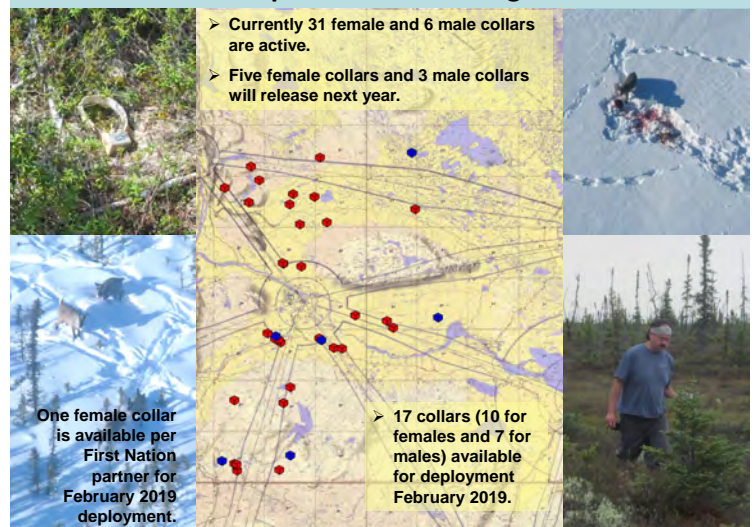 ➢ Currently 31 female and 6 male collars
are active.
➢ Five female collars and 3 male collars
will release next year.
One female collar
is available per
First Nation
partner for
February 2019
deployment.
➢ 17 collars (10 for
females and 7 for
males) available
for deployment
February 2019.